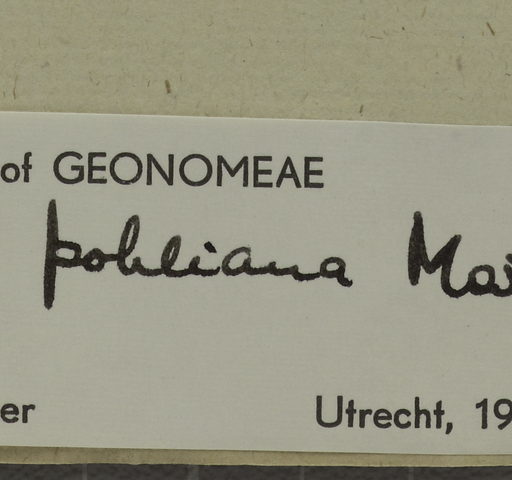 of GEONOMEAE
pohliana Mar
er
Utrecht, 19